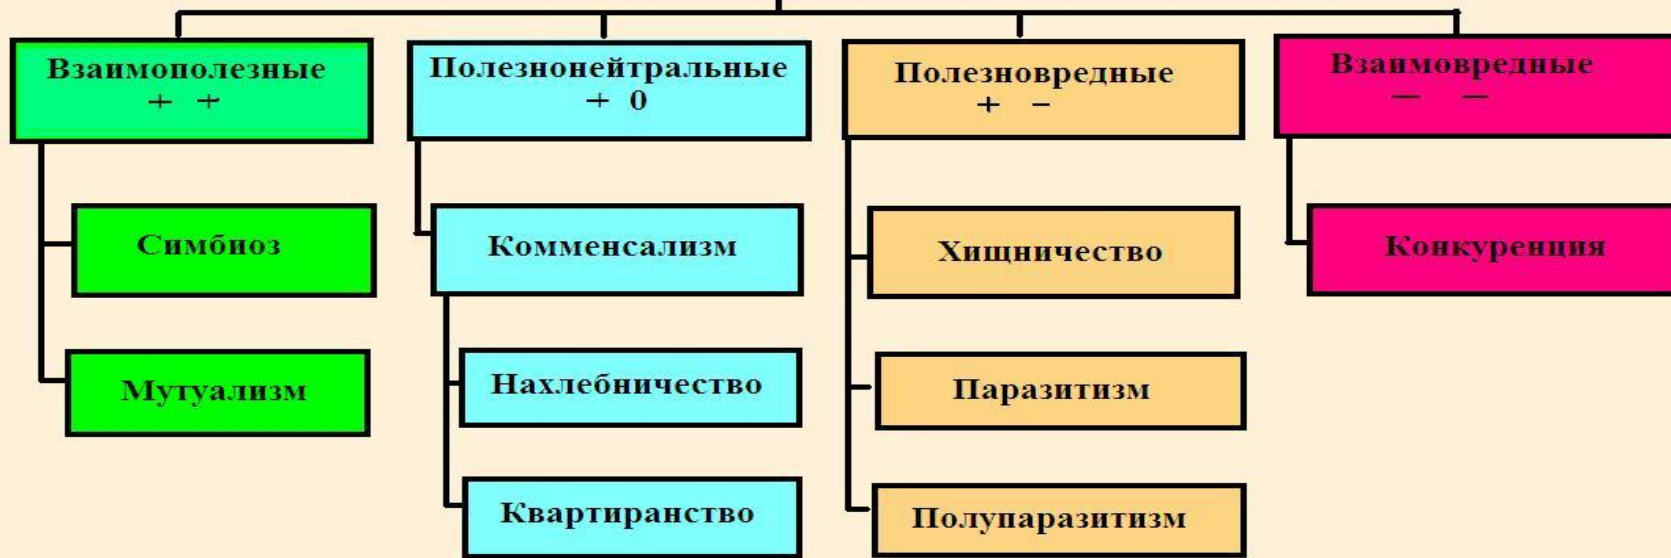 Взаимополезные
+ +
Полезнонейтральные
+ 0
Полезновредные
+ -
Взаимовредные
— —
Симбиоз
Комменсализм
Хищничество
Конкуренция
Мутуализм
Нахлебничество
Паразитизм
Квартиранство
Полупаразитизм